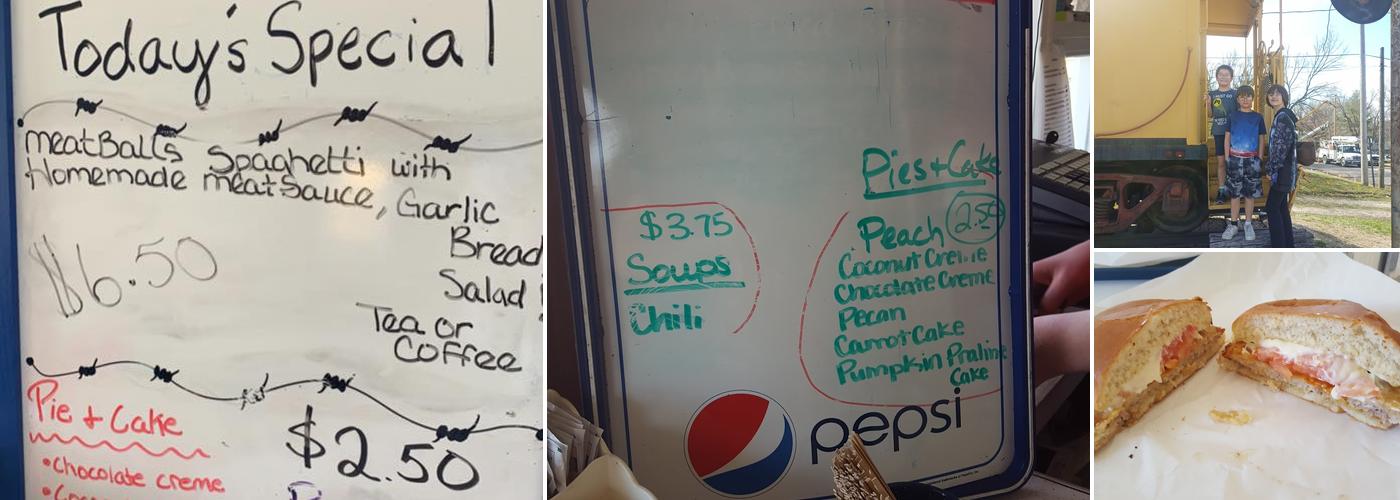 Today's Special
meatBalls Spaghetti with
Homemade meatSauce, Garlic
Bread
Salad
$6.50
Tea or
Coffee
Pie + Cake
$2.50
•Chocolate creme
Pies + Cake
$3.75
Soups
Chili
Peach 2.50
Coconut Creme
Chocolate Creme
Pecan
Carrot Cake
Pumpkin Praline
Cake
pepsi